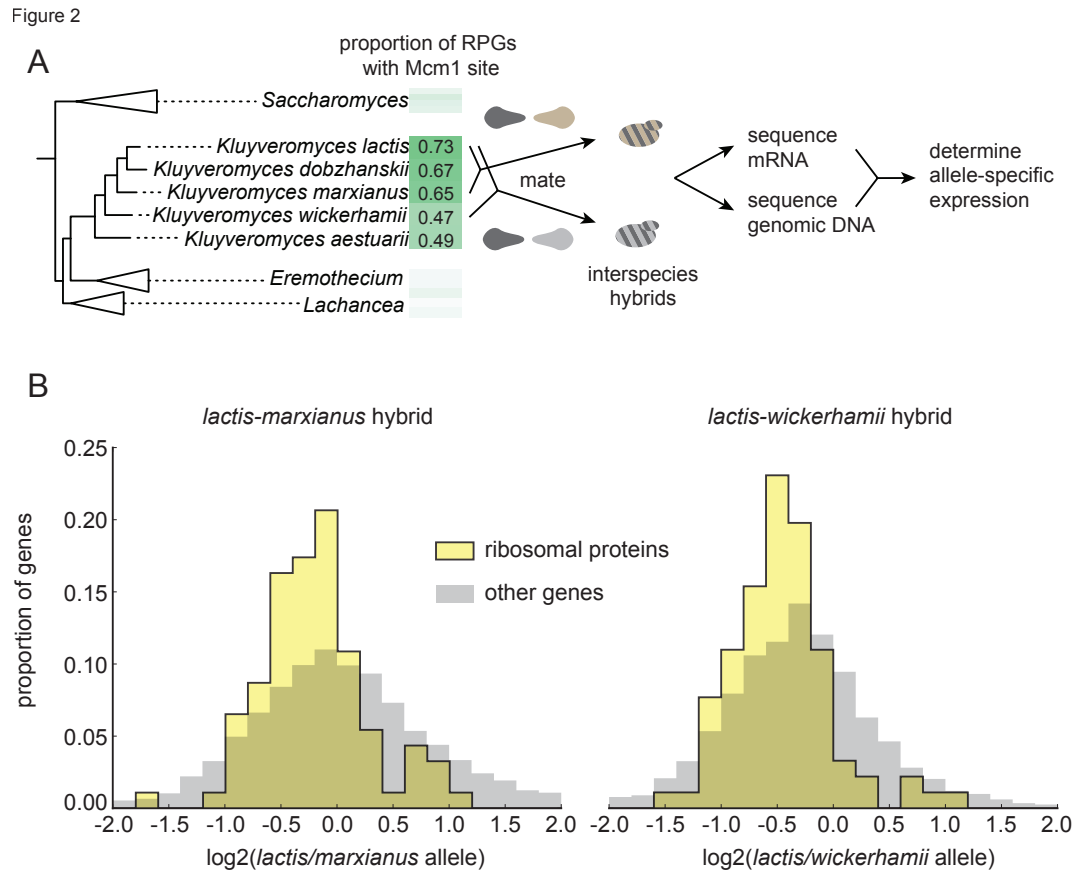 Figure 2
A
proportion of RPGs
with Mcm1 site
Saccharomyces
Kluyveromyces lactis 0.73
Kluyveromyces dobzhanskii 0.67
Kluyveromyces marxianus 0.65
Kluyveromyces wickerhamii 0.47
Kluyveromyces aestuarii 0.49
Eremothecium
Lachancea
mate
interspecies
hybrids
sequence
mRNA
sequence
genomic DNA
determine
allele-specific
expression
B
lactis-marxianus hybrid
lactis-wickerhamii hybrid
proportion of genes
0.25
0.20
0.15
0.10
0.05
0.00
ribosomal proteins
other genes
-2.0 -1.5 -1.0 -0.5 0.0 0.5 1.0 1.5 2.0
log2(lactis/marxianus allele)
-2.0 -1.5 -1.0 -0.5 0.0 0.5 1.0 1.5 2.0
log2(lactis/wickerhamii allele)